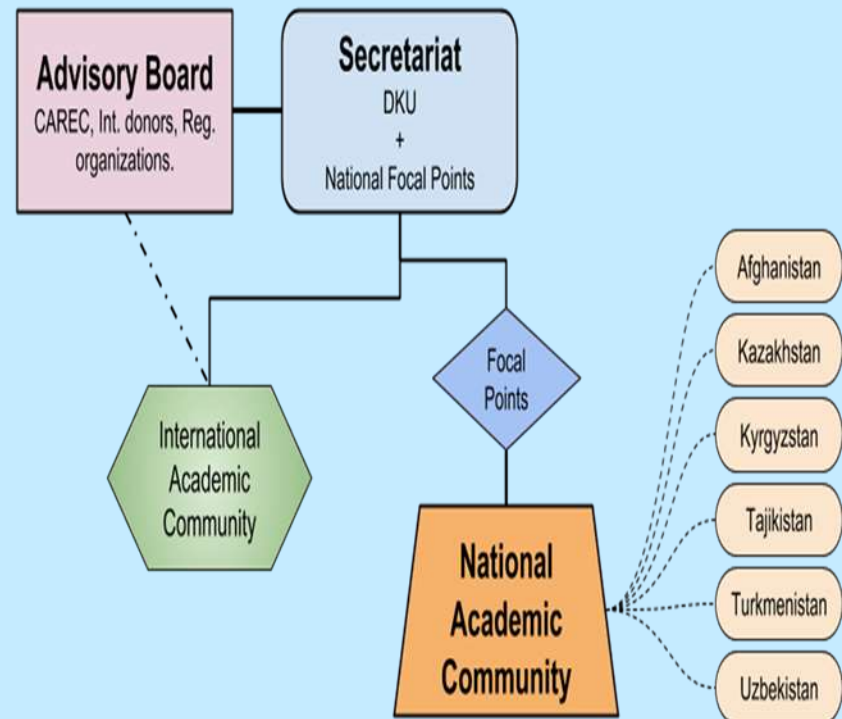 Advisory Board
CAREC, Int. donors, Reg.
organizations.
Secretariat
DKU
+
National Focal Points
International
Academic
Community
Focal
Points
National
Academic
Community
Afghanistan
Kazakhstan
Kyrgyzstan
Tajikistan
Turkmenistan
Uzbekistan